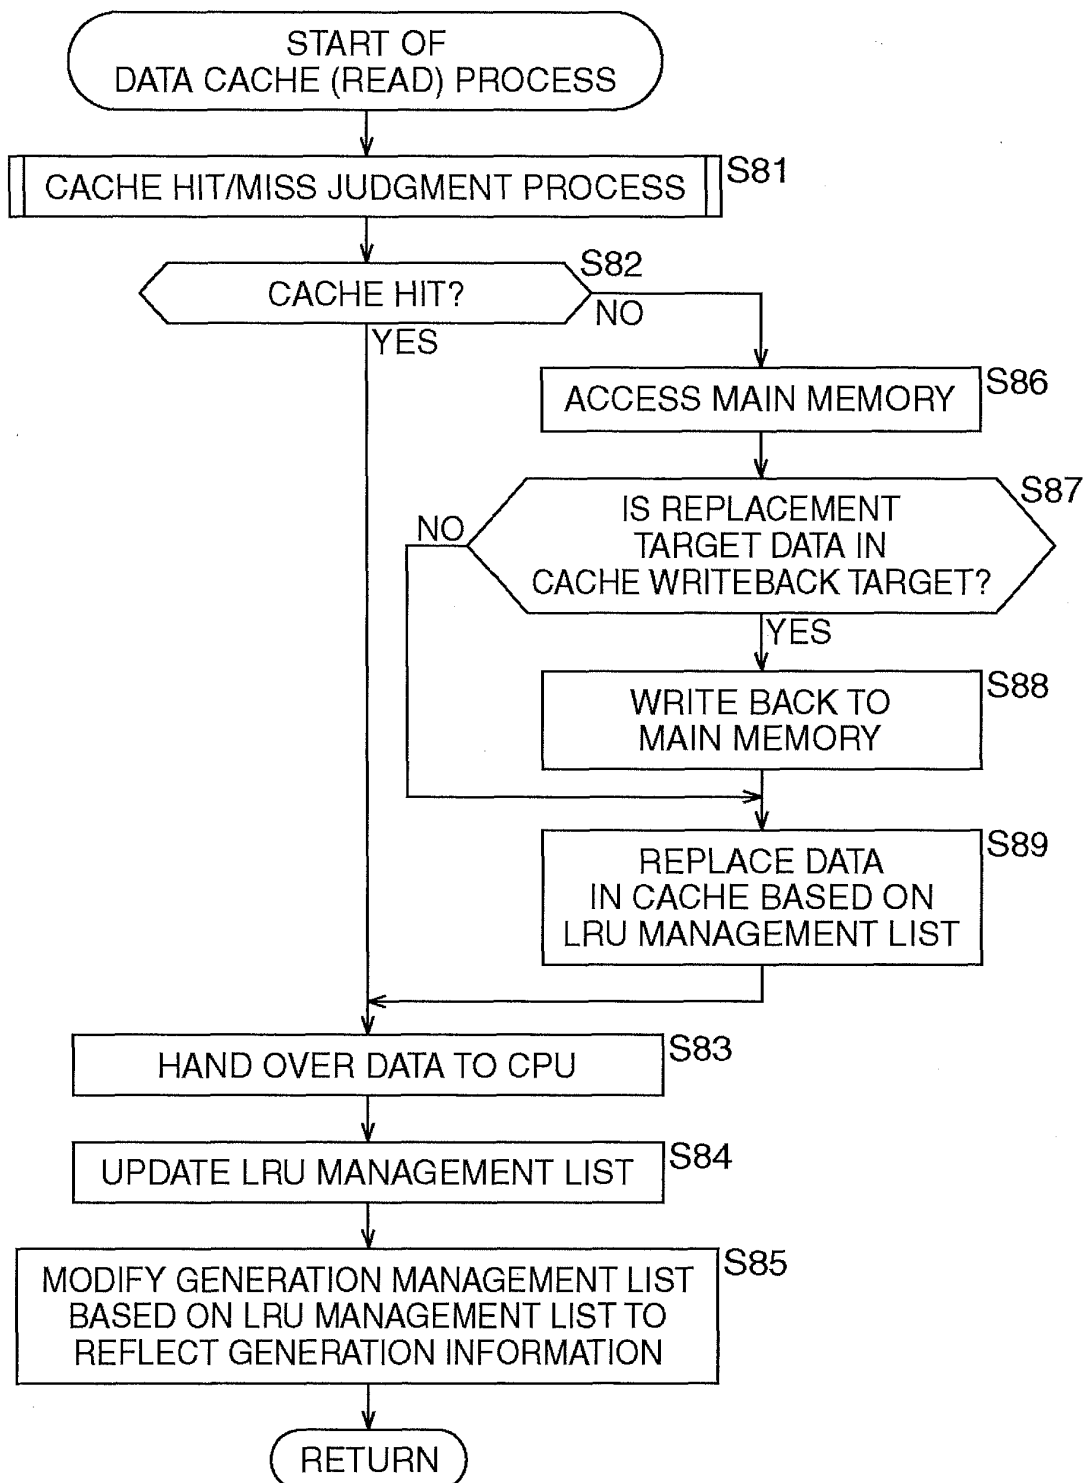 START OF
DATA CACHE (READ) PROCESS
CACHE HIT/MISS JUDGMENT PROCESS
S81
CACHE HIT?
S82
NO
YES
ACCESS MAIN MEMORY
S86
IS REPLACEMENT
TARGET DATA IN
CACHE WRITEBACK TARGET?
S87
NO
YES
WRITE BACK TO
MAIN MEMORY
S88
REPLACE DATA
IN CACHE BASED ON
LRU MANAGEMENT LIST
S89
HAND OVER DATA TO CPU
S83
UPDATE LRU MANAGEMENT LIST
S84
MODIFY GENERATION MANAGEMENT LIST
BASED ON LRU MANAGEMENT LIST TO
REFLECT GENERATION INFORMATION
S85
RETURN